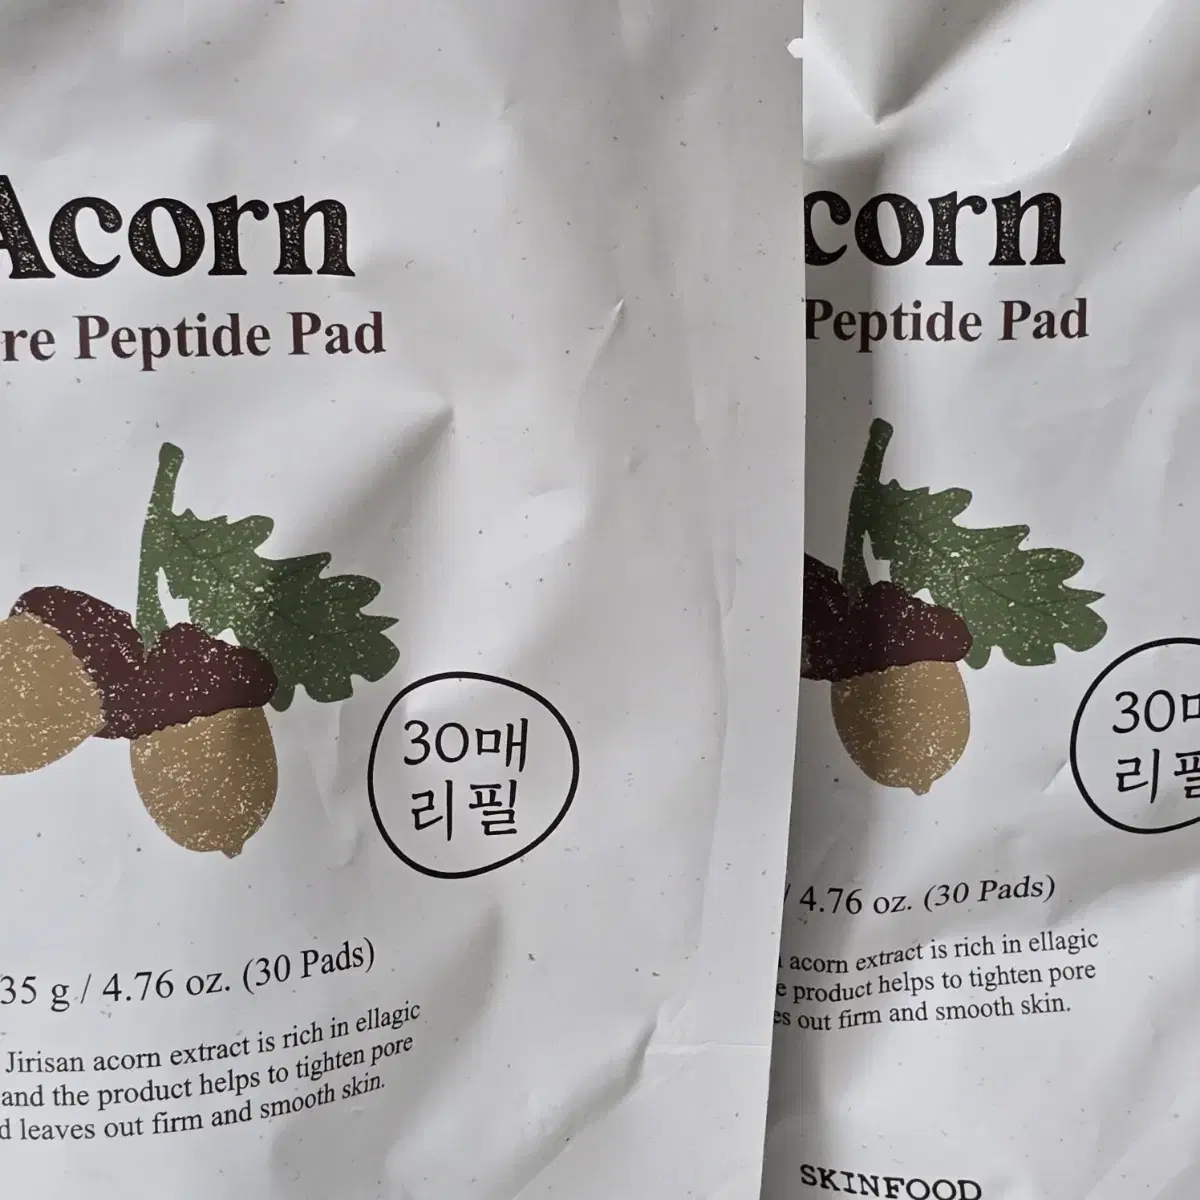 Acorn
re Peptide Pad
30매
리필
35 g / 4.76 oz. (30 Pads)
Jirisan acorn extract is rich in ellagic
and the product helps to tighten pore
d leaves out firm and smooth skin.
corn
Peptide Pad
30
리필
/ 4.76 oz. (30 Pads)
acorn extract is rich in ellagic
e product helps to tighten pore
es out firm and smooth skin.
SKINFOOD